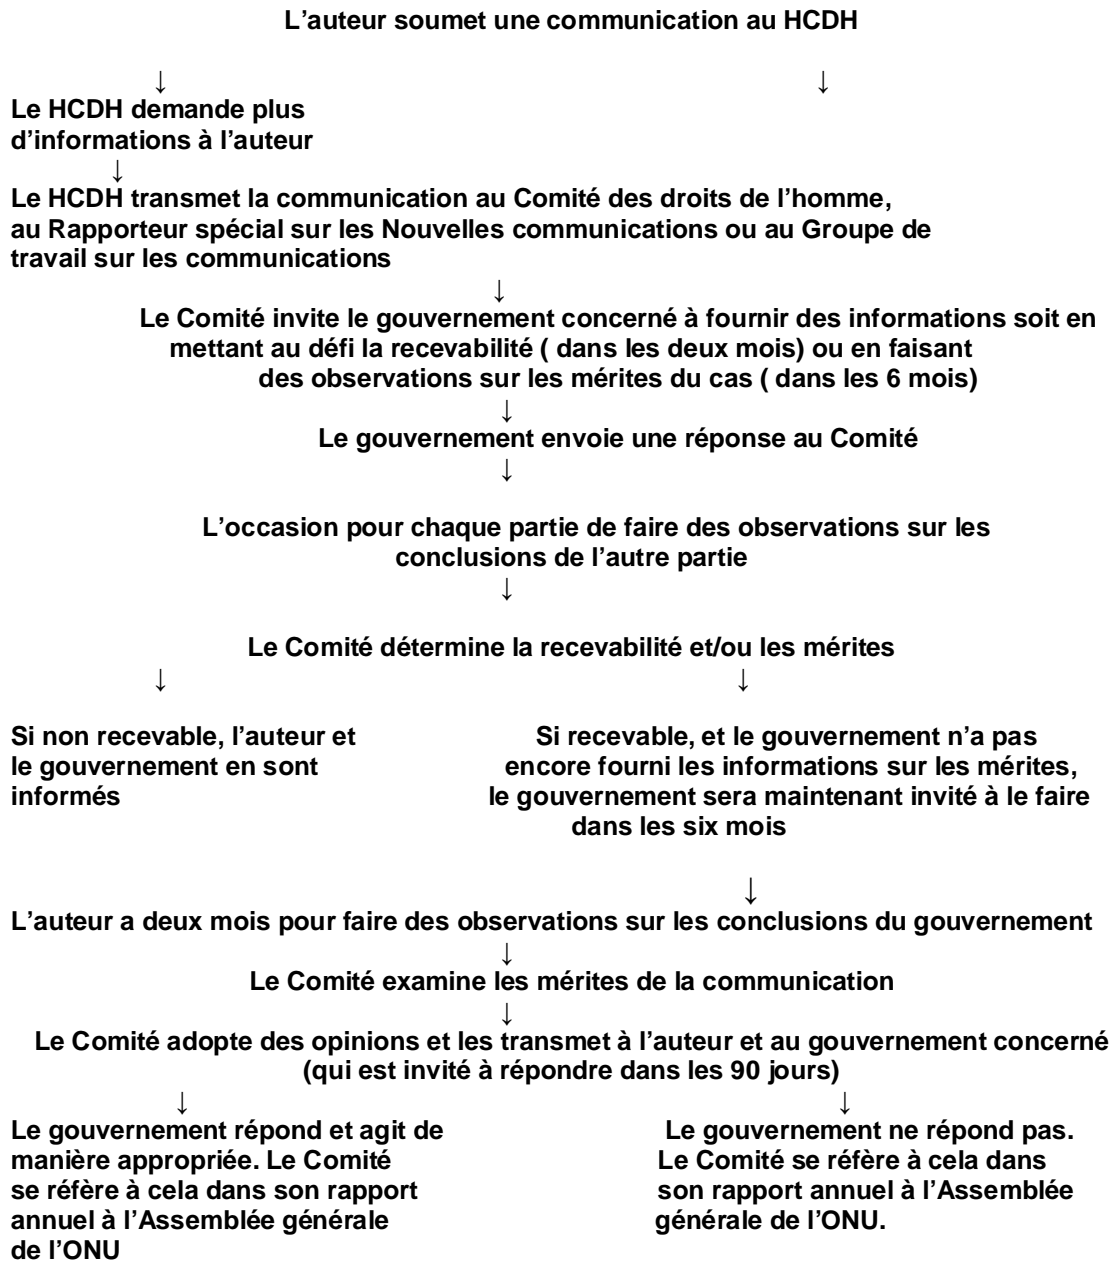 L’auteur soumet une communication au HCDH
↓ ↓
Le HCDH demande plus
d’informations à l’auteur
↓
Le HCDH transmet la communication au Comité des droits de l’homme,
au Rapporteur spécial sur les Nouvelles communications ou au Groupe de
travail sur les communications
↓
Le Comité invite le gouvernement concerné à fournir des informations soit en
mettant au défi la recevabilité ( dans les deux mois) ou en faisant
des observations sur les mérites du cas ( dans les 6 mois)
↓
Le gouvernement envoie une réponse au Comité
↓
L’occasion pour chaque partie de faire des observations sur les
conclusions de l’autre partie
↓
Le Comité détermine la recevabilité et/ou les mérites
↓ ↓
Si non recevable, l’auteur et
le gouvernement en sont
informés
Si recevable, et le gouvernement n’a pas
encore fourni les informations sur les mérites,
le gouvernement sera maintenant invité à le faire
dans les six mois
↓
L’auteur a deux mois pour faire des observations sur les conclusions du gouvernement
↓
Le Comité examine les mérites de la communication
↓
Le Comité adopte des opinions et les transmet à l’auteur et au gouvernement concerné
(qui est invité à répondre dans les 90 jours)
↓ ↓
Le gouvernement répond et agit de
manière appropriée. Le Comité
se réfère à cela dans son rapport
annuel à l’Assemblée générale
de l’ONU
Le gouvernement ne répond pas.
Le Comité se réfère à cela dans
son rapport annuel à l’Assemblée
générale de l’ONU.